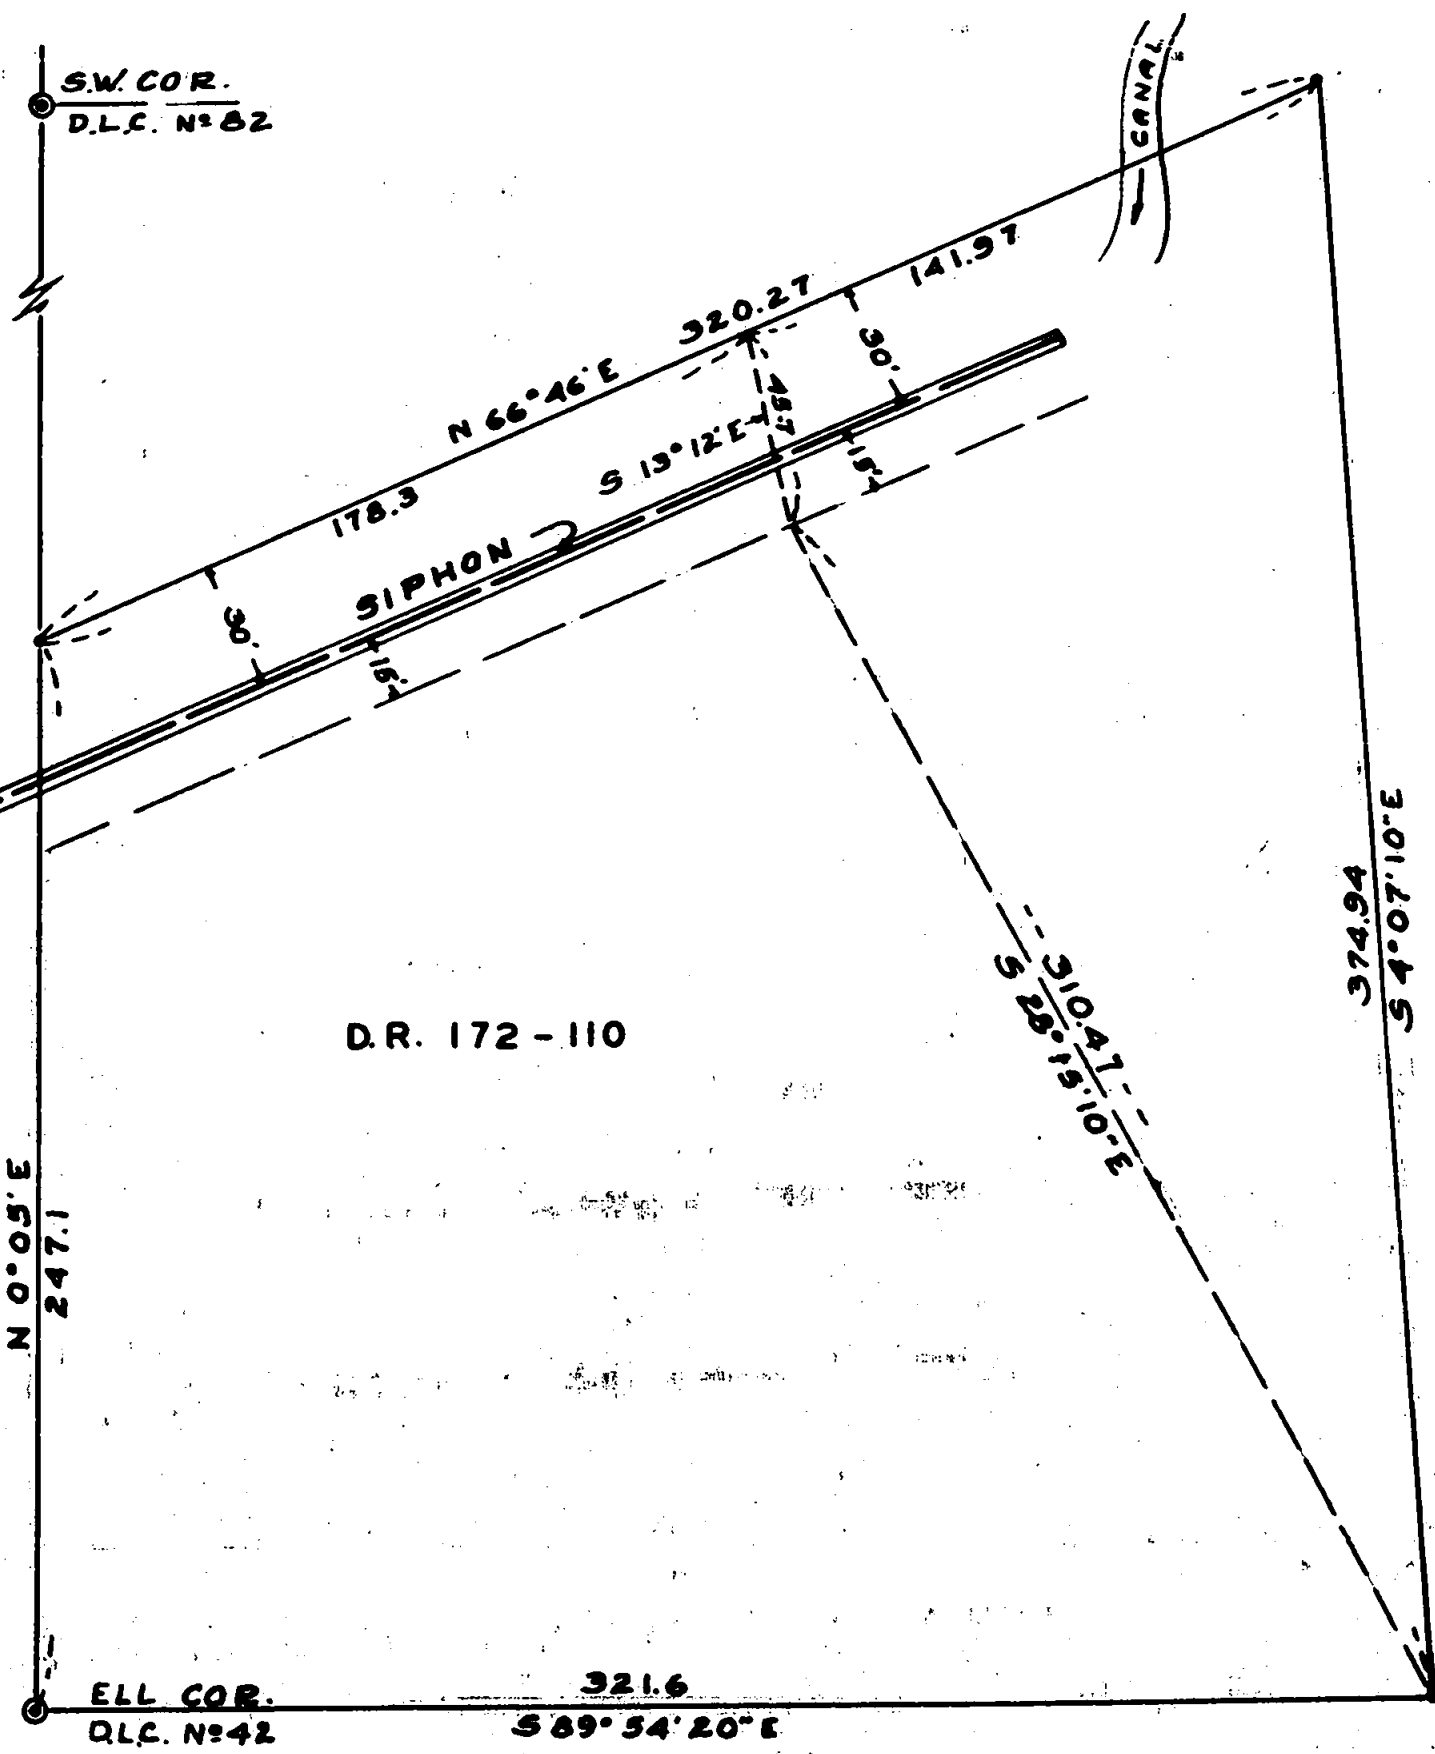 S.W. COR.
D.L.C. Nº 82
CANAL
141.97
320.27
30'
N 66°46' E
45.7
S 13°12' E
15'
178.3
SIPHON
30'
15'
374.94
S 4°07'10" E
310.47
S 28°15'10" E
D.R. 172-110
N 0°05' E
247.1
ELL COR.
D.L.C. Nº 42
321.6
S 89°54'20" E